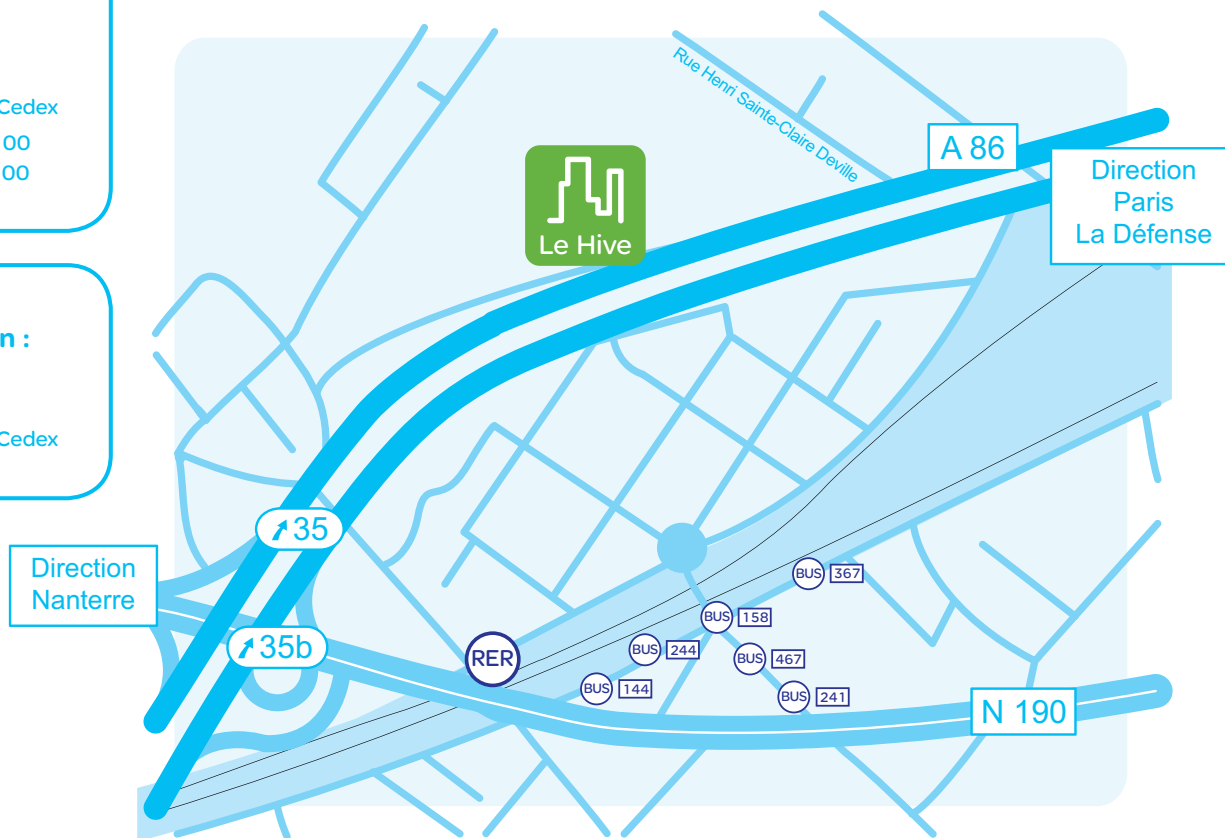 Cedex
00
00
n :
Cedex
Rue Henri Sainte-Claire Deville
A 86
Direction
Paris
La Défense
Le Hive
35
Direction
Nanterre
35b
RER
BUS 367
BUS 158
BUS 244
BUS 467
BUS 144
BUS 241
N 190